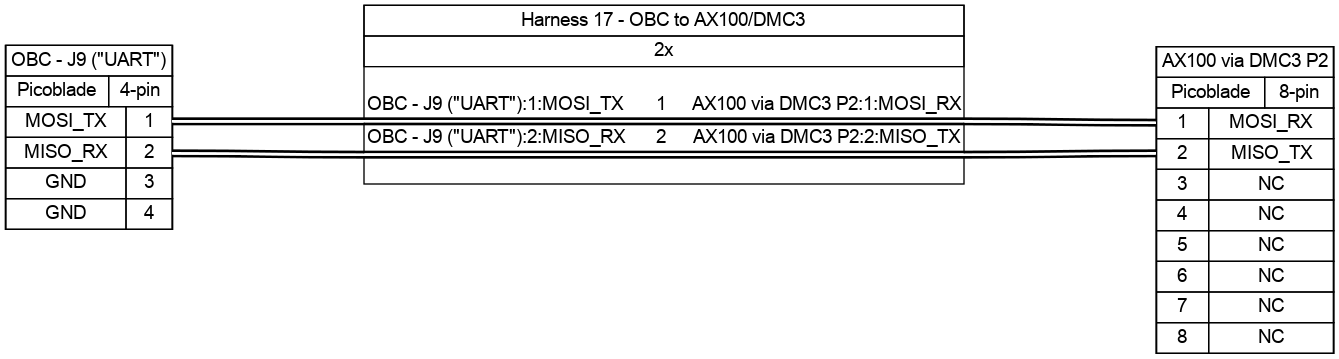 Harness 17 - OBC to AX100/DMC3
2x
OBC - J9 ("UART"):1:MOSI_TX 1 AX100 via DMC3 P2:1:MOSI_RX
OBC - J9 ("UART"):2:MISO_RX 2 AX100 via DMC3 P2:2:MISO_TX
OBC - J9 ("UART")
Picoblade 4-pin
MOSI_TX 1
MISO_RX 2
GND 3
GND 4
AX100 via DMC3 P2
Picoblade 8-pin
1 MOSI_RX
2 MISO_TX
3 NC
4 NC
5 NC
6 NC
7 NC
8 NC